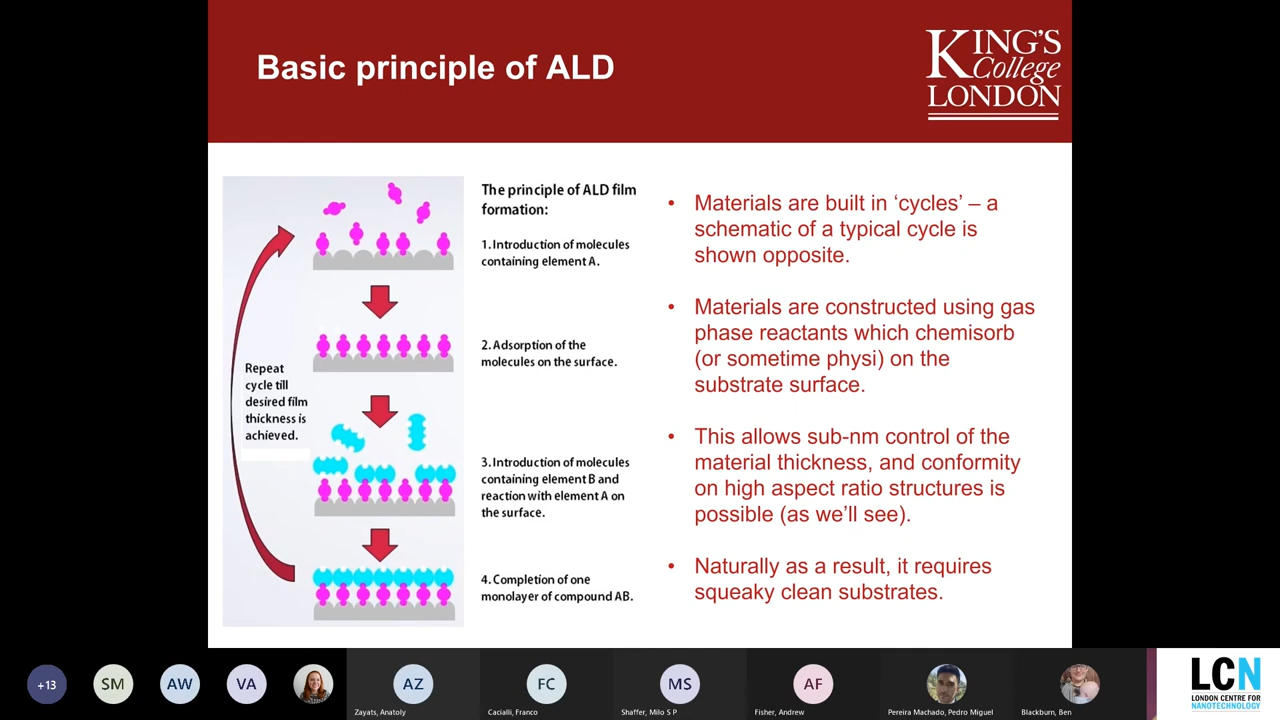 Basic principle of ALD
KING'S
College
LONDON
The principle of ALD film
formation:
1. Introduction of molecules
containing element A.
2. Adsorption of the
molecules on the surface.
Repeat
cycle till
desired film
thickness is
achieved.
3. Introduction of molecules
containing element B and
reaction with element A on
the surface.
4. Completion of one
monolayer of compound AB.
• Materials are built in ‘cycles’ – a
schematic of a typical cycle is
shown opposite.
• Materials are constructed using gas
phase reactants which chemisorb
(or sometime physi) on the
substrate surface.
• This allows sub-nm control of the
material thickness, and conformity
on high aspect ratio structures is
possible (as we’ll see).
• Naturally as a result, it requires
squeaky clean substrates.
+13
SM
AW
VA
AZ
Zayats, Anatoly
FC
Cacialli, Franco
MS
Shaffer, Milo S P
AF
Fisher, Andrew
Pereira Machado, Pedro Miguel
Blackburn, Ben
LCN
LONDON CENTRE FOR
NANOTECHNOLOGY